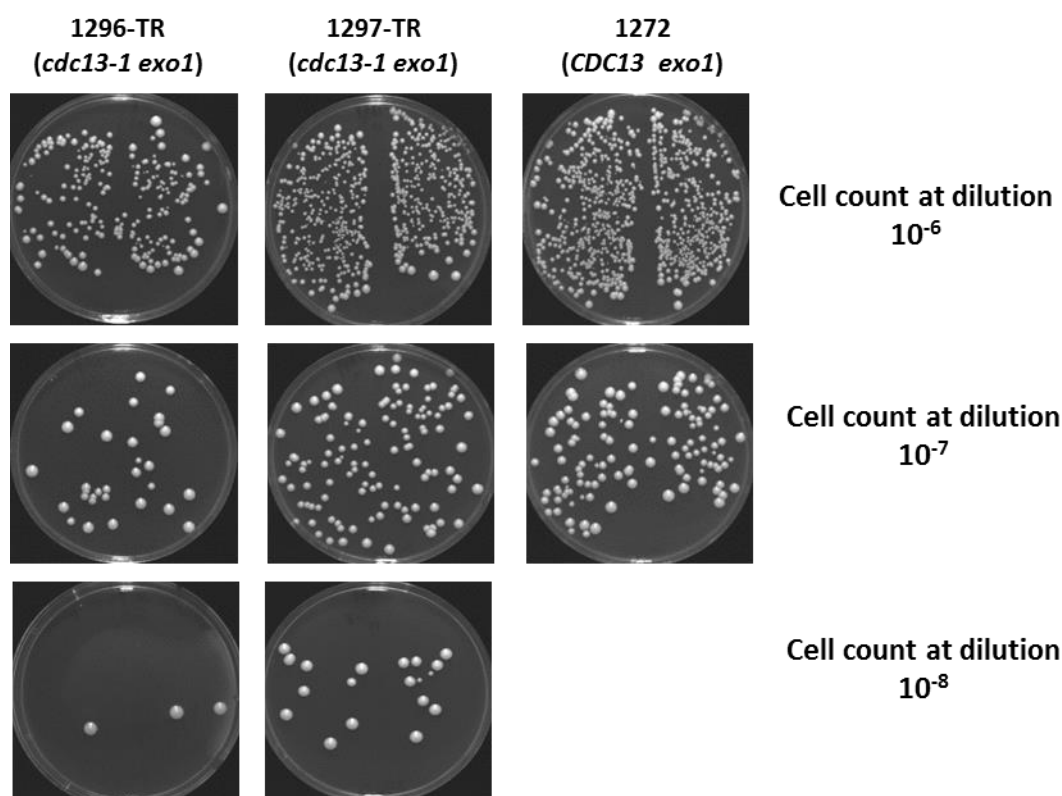 1296-TR
(cdc13-1 exo1)
1297-TR
(cdc13-1 exo1)
1272
(CDC13 exo1)
Cell count at dilution
10-6
Cell count at dilution
10-7
Cell count at dilution
10-8